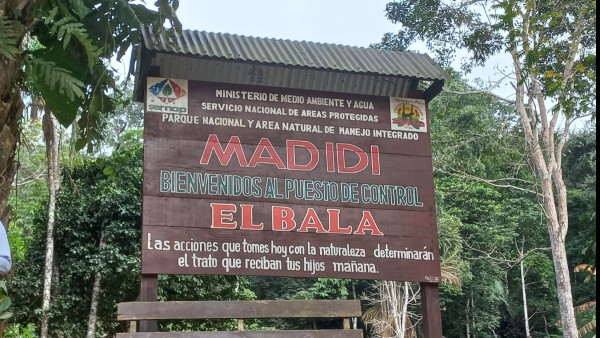 MINISTERIO DE MEDIO AMBIENTE Y AGUA
SERVICIO NACIONAL DE AREAS PROTEGIDAS
PARQUE NACIONAL Y AREA NATURAL DE MANEJO INTEGRADO
MADIDI
BIENVENIDOS AL PUESTO DE CONTROL
EL BALA
Las acciones que tomes hoy con la naturaleza determinarán
el trato que reciban tus hijos mañana.